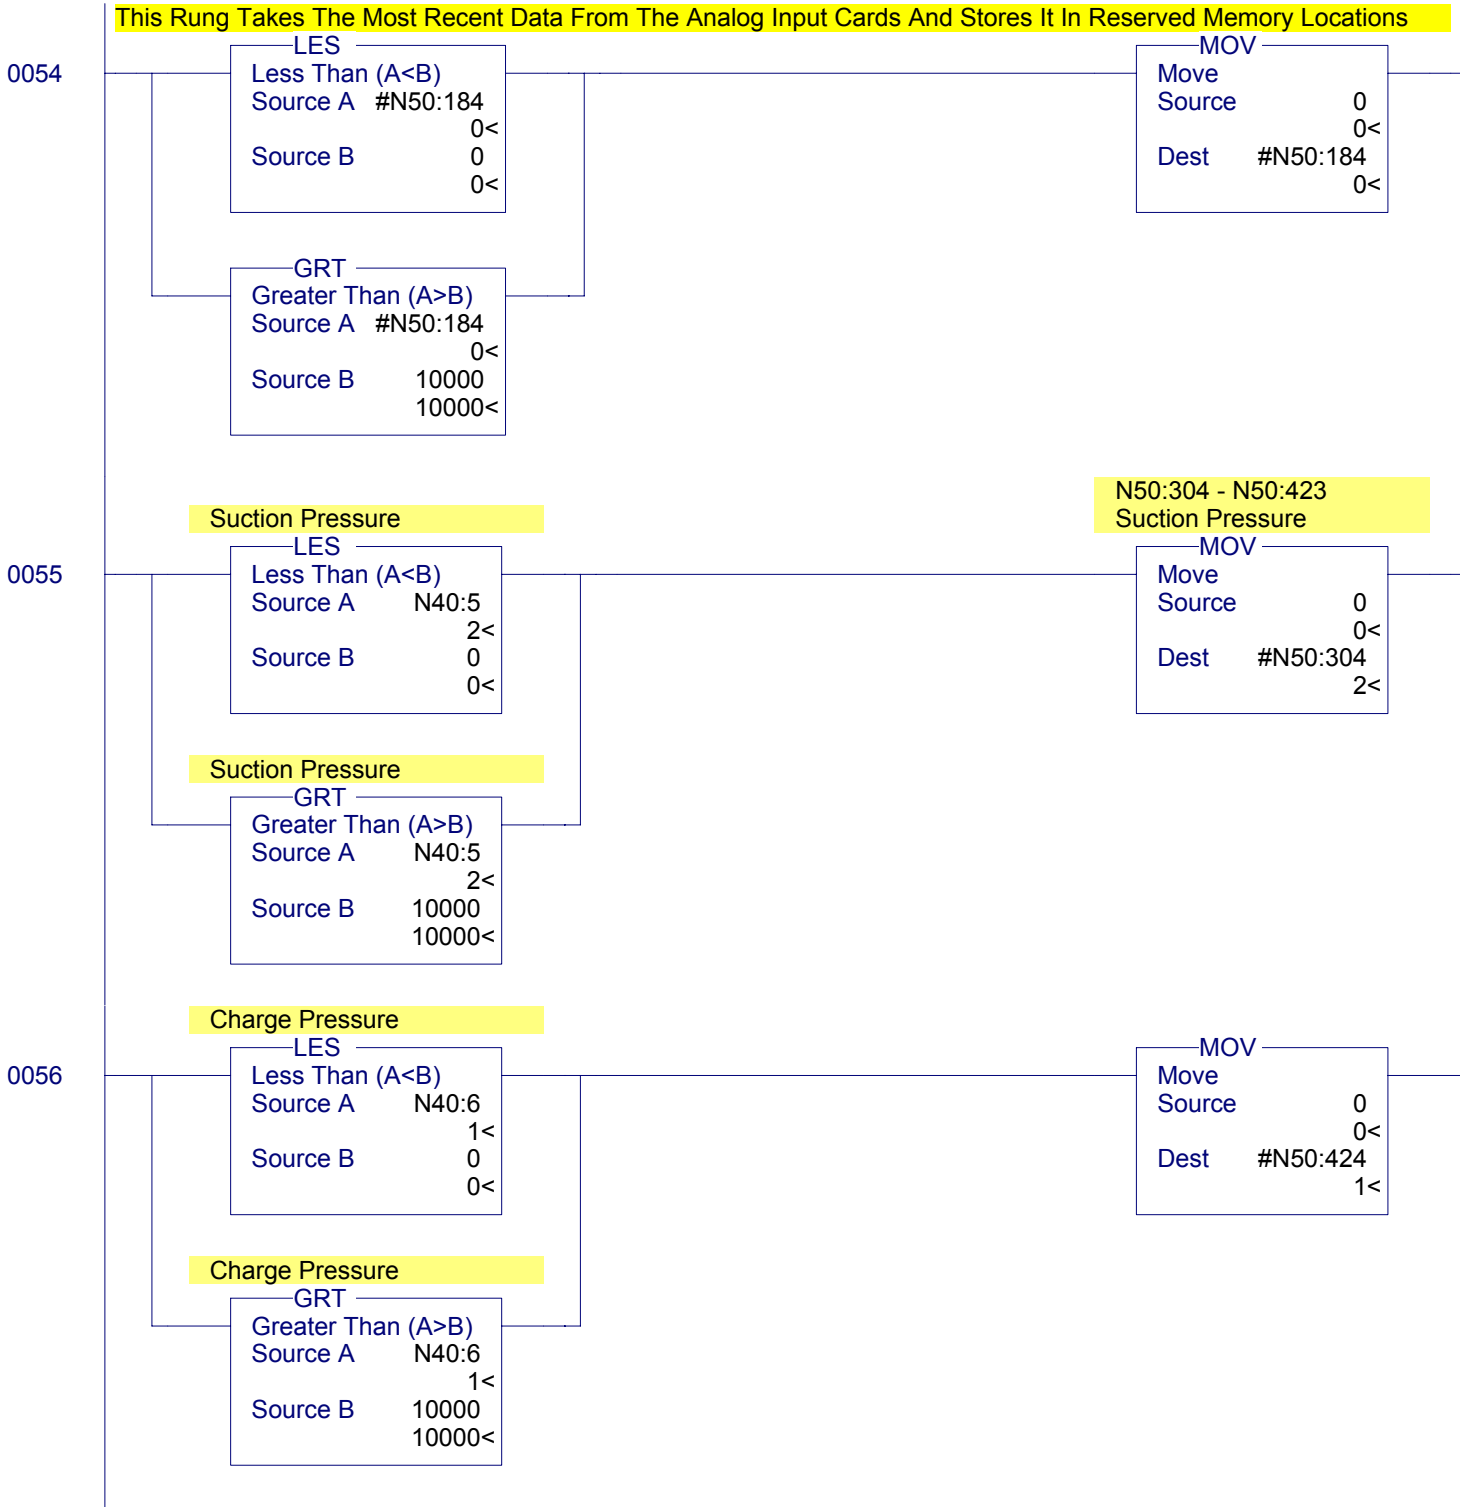 This Rung Takes The Most Recent Data From The Analog Input Cards And Stores It In Reserved Memory Locations
0054
LES
Less Than (A<B)
Source A #N50:184
0<
Source B 0
0<
MOV
Move
Source 0
0<
Dest #N50:184
0<
GRT
Greater Than (A>B)
Source A #N50:184
0<
Source B 10000
10000<
0055
Suction Pressure
LES
Less Than (A<B)
Source A N40:5
2<
Source B 0
0<
N50:304 - N50:423
Suction Pressure
MOV
Move
Source 0
0<
Dest #N50:304
2<
Suction Pressure
GRT
Greater Than (A>B)
Source A N40:5
2<
Source B 10000
10000<
0056
Charge Pressure
LES
Less Than (A<B)
Source A N40:6
1<
Source B 0
0<
MOV
Move
Source 0
0<
Dest #N50:424
1<
Charge Pressure
GRT
Greater Than (A>B)
Source A N40:6
1<
Source B 10000
10000<